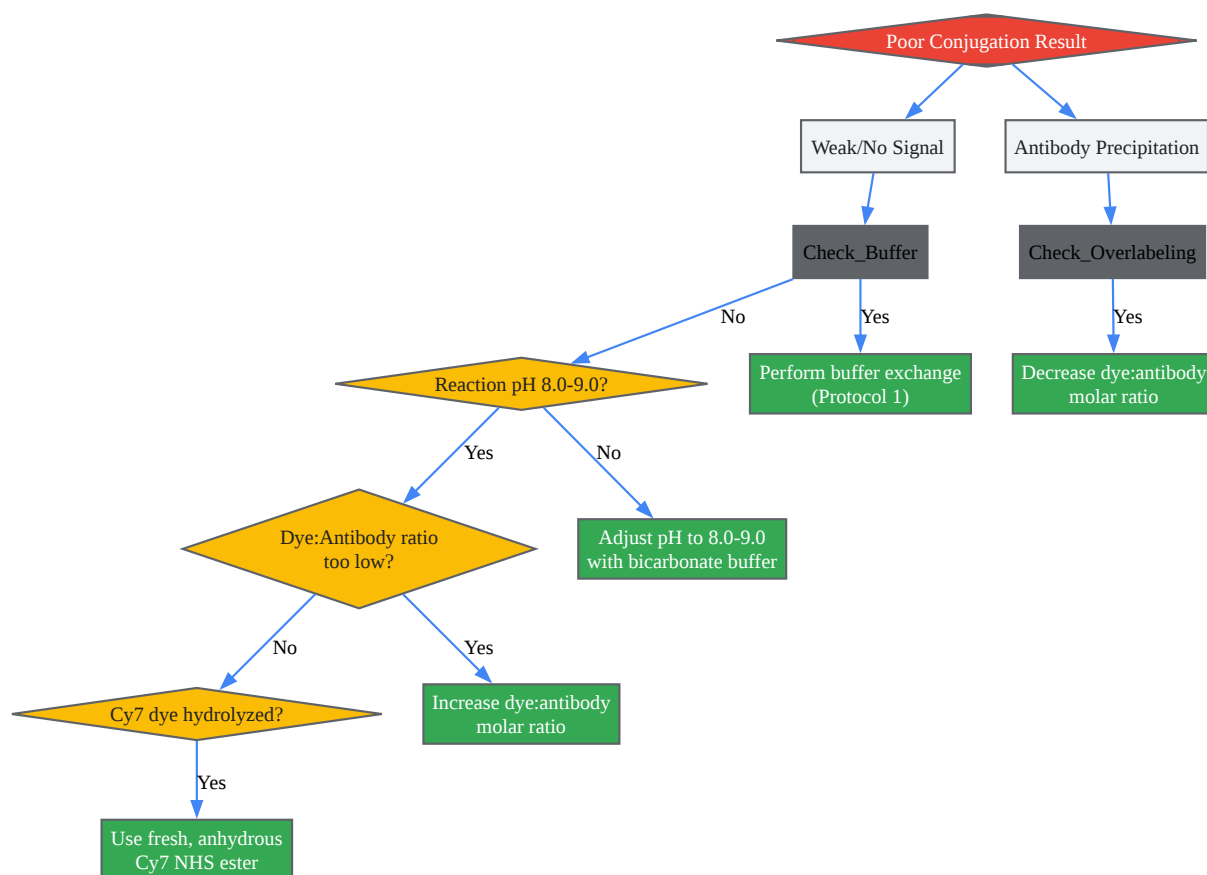 Poor Conjugation Result
Weak/No Signal
Antibody Precipitation
Check_Buffer
Check_Overlabeling
No
Yes
Yes
Reaction pH 8.0-9.0?
Perform buffer exchange
(Protocol 1)
Decrease dye:antibody
molar ratio
Yes
No
Dye:Antibody ratio
too low?
Adjust pH to 8.0-9.0
with bicarbonate buffer
No
Yes
Cy7 dye hydrolyzed?
Increase dye:antibody
molar ratio
Yes
Use fresh, anhydrous
Cy7 NHS ester